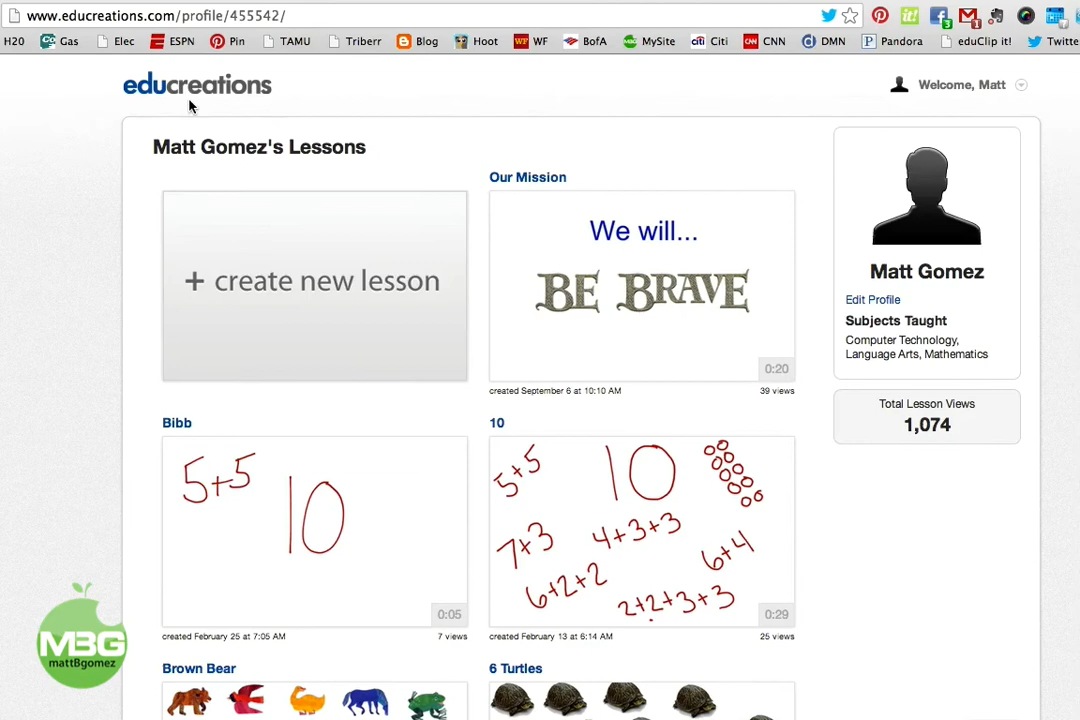 www.educreations.com/profile/455542/
3 1
H20 Gas Elec ESPN Pin TAMU Triberr Blog Hoot WF WF BofA MBG MySite citi Citi CNN CNN DMN P Pandora eduClip it! Twitte
educreations
Welcome, Matt
Matt Gomez's Lessons
+ create new lesson
Our Mission
We will...
BE BRAVE
0:20
created September 6 at 10:10 AM 39 views
Matt Gomez
Edit Profile
Subjects Taught
Computer Technology,
Language Arts, Mathematics
Total Lesson Views
1,074
Bibb
5+5
10
0:05
created February 25 at 7:05 AM 7 views
10
5+5
10
7+3
4+3+3
6+4
6+2+2
2+2+3+3
0:29
created February 13 at 6:14 AM 25 views
Brown Bear
6 Turtles
MBG
mattBgomez